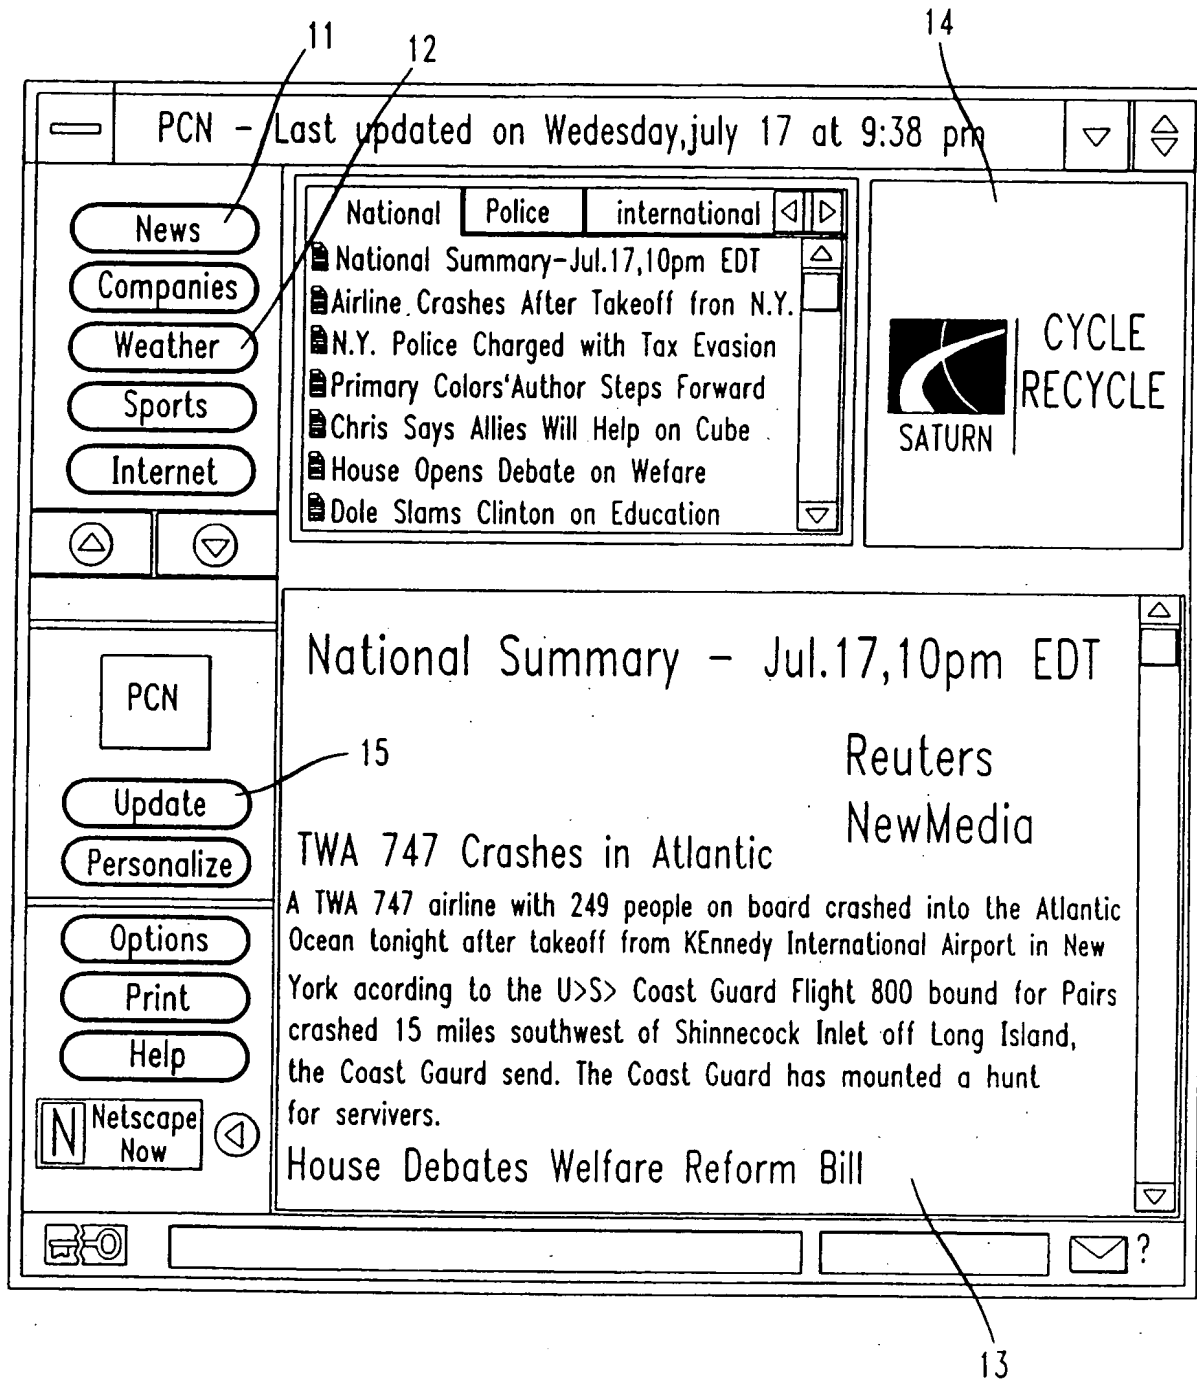 11
12
14
PCN - Last updated on Wedesday,july 17 at 9:38 pm
News
Companies
Weather
Sports
Internet
National Police international
National Summary-Jul.17,10pm EDT
Airline Crashes After Takeoff fron N.Y.
N.Y. Police Charged with Tax Evasion
Primary Colors'Author Steps Forward
Chris Says Allies Will Help on Cube
House Opens Debate on Wefare
Dole Slams Clinton on Education
SATURN
CYCLE
RECYCLE
PCN
15
Update
Personalize
Options
Print
Help
N Netscape
Now
National Summary - Jul.17,10pm EDT
Reuters
NewMedia
TWA 747 Crashes in Atlantic
A TWA 747 airline with 249 people on board crashed into the Atlantic
Ocean tonight after takeoff from KEnnedy International Airport in New
York acording to the U>S> Coast Guard Flight 800 bound for Pairs
crashed 15 miles southwest of Shinnecock Inlet off Long Island,
the Coast Gaurd send. The Coast Guard has mounted a hunt
for servivers.
House Debates Welfare Reform Bill
?
13